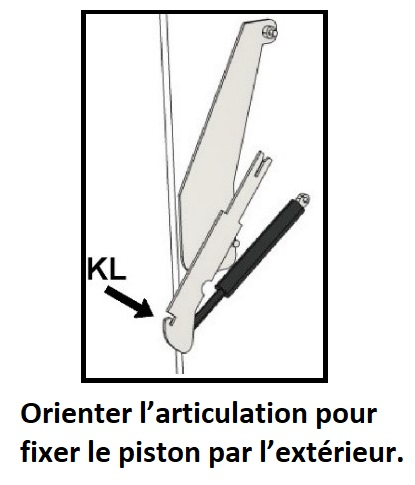 KL
Orienter l’articulation pour
fixer le piston par l’extérieur.